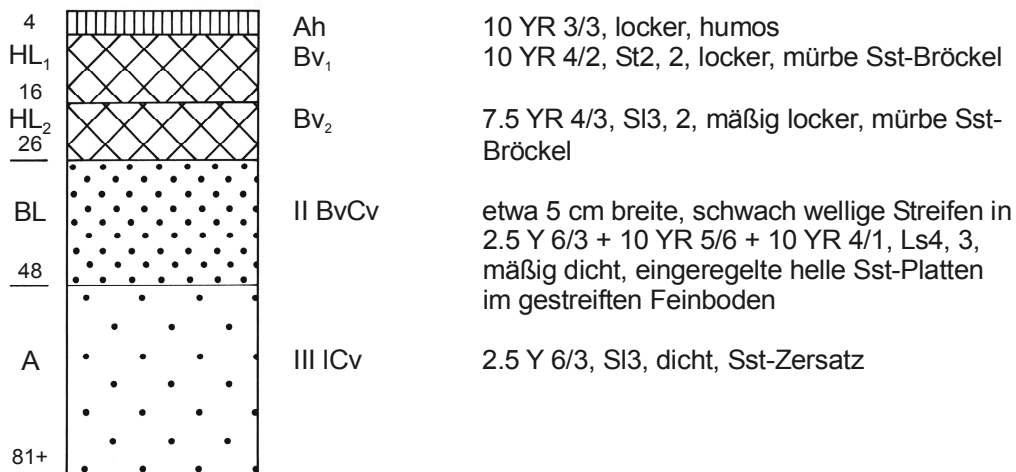 4 Ah 10 YR 3/3, locker, humos
HL₁ Bv₁ 10 YR 4/2, St2, 2, locker, mürbe Sst-Bröckel
16
HL₂ Bv₂ 7.5 YR 4/3, Sl3, 2, mäßig locker, mürbe Sst-
26 Bröckel
BL II BvCv etwa 5 cm breite, schwach wellige Streifen in
2.5 Y 6/3 + 10 YR 5/6 + 10 YR 4/1, Ls4, 3,
48 mäßig dicht, eingeregelte helle Sst-Platten
im gestreiften Feinboden
A III lCv 2.5 Y 6/3, Sl3, dicht, Sst-Zersatz
81+